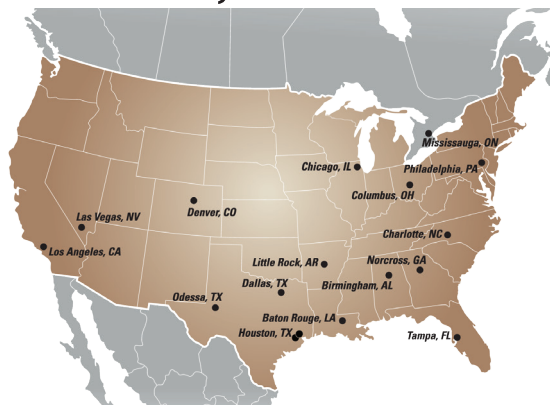 Mississauga, ON
Chicago, IL
Philadelphia, PA
Columbus, OH
Denver, CO
Las Vegas, NV
Charlotte, NC
Los Angeles, CA
Little Rock, AR
Norcross, GA
Dallas, TX
Birmingham, AL
Odessa, TX
Baton Rouge, LA
Houston, TX
Tampa, FL